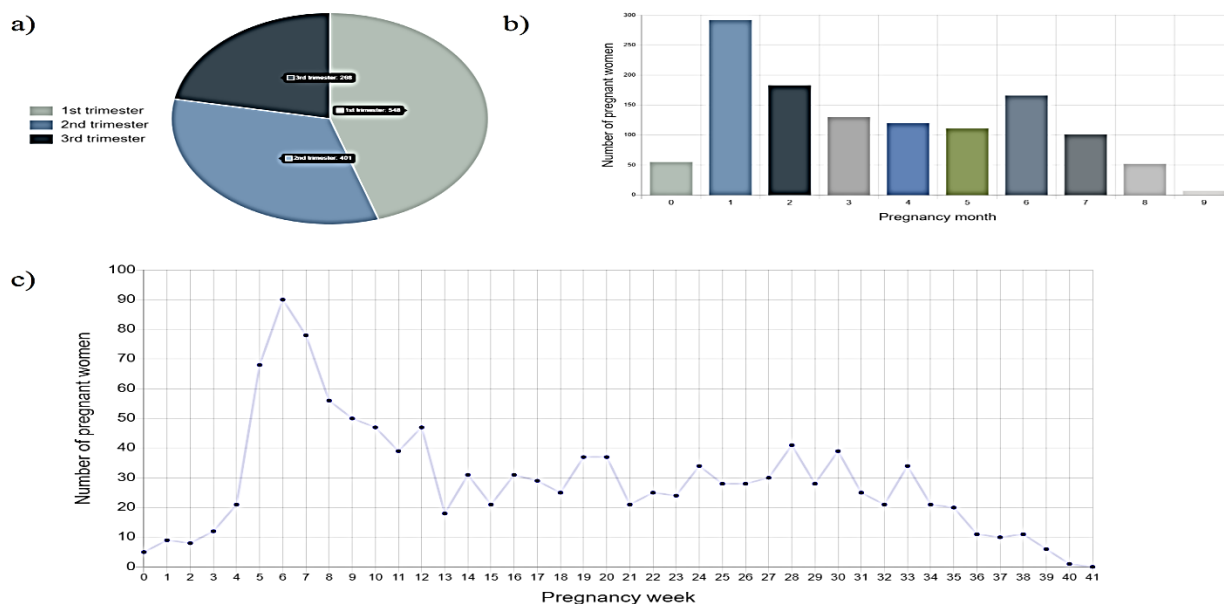 a)
3rd trimester: 268
1st trimester: 548
2nd trimester: 401
1st trimester
2nd trimester
3rd trimester
b)
Number of pregnant women
300
250
200
150
100
50
0
0 1 2 3 4 5 6 7 8 9
Pregnancy month
c)
Number of pregnant women
100
90
80
70
60
50
40
30
20
10
0
0 1 2 3 4 5 6 7 8 9 10 11 12 13 14 15 16 17 18 19 20 21 22 23 24 25 26 27 28 29 30 31 32 33 34 35 36 37 38 39 40 41
Pregnancy week